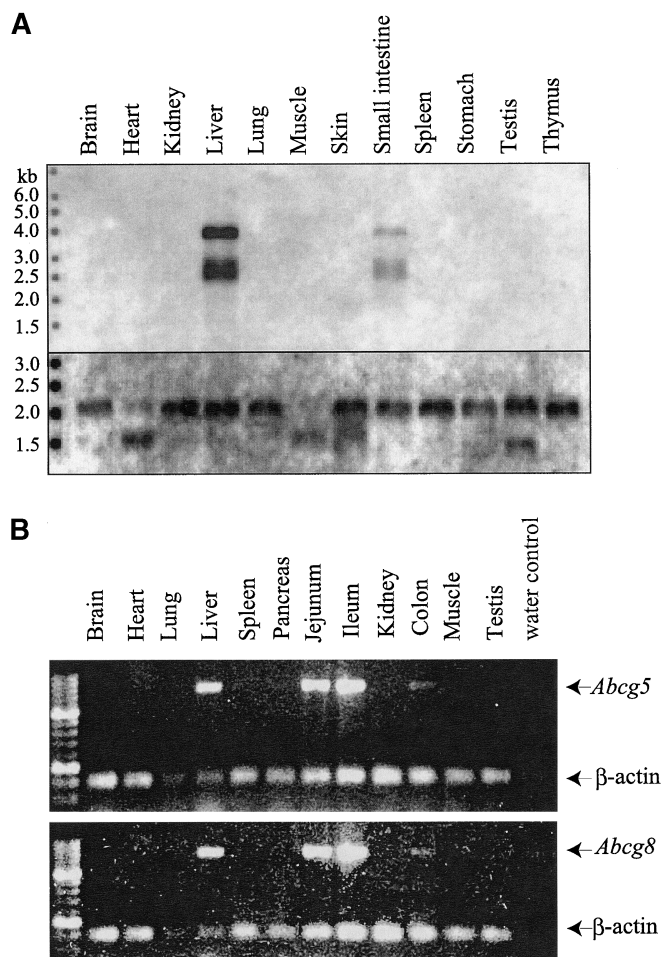 A
Brain
Heart
Kidney
Liver
Lung
Muscle
Skin
Small intestine
Spleen
Stomach
Testis
Thymus
kb
6.0
5.0
4.0
3.0
2.5
2.0
1.5
3.0
2.5
2.0
1.5
B
Brain
Heart
Lung
Liver
Spleen
Pancreas
Jejunum
Ileum
Kidney
Colon
Muscle
Testis
water control
Abcg5
β-actin
Abcg8
β-actin